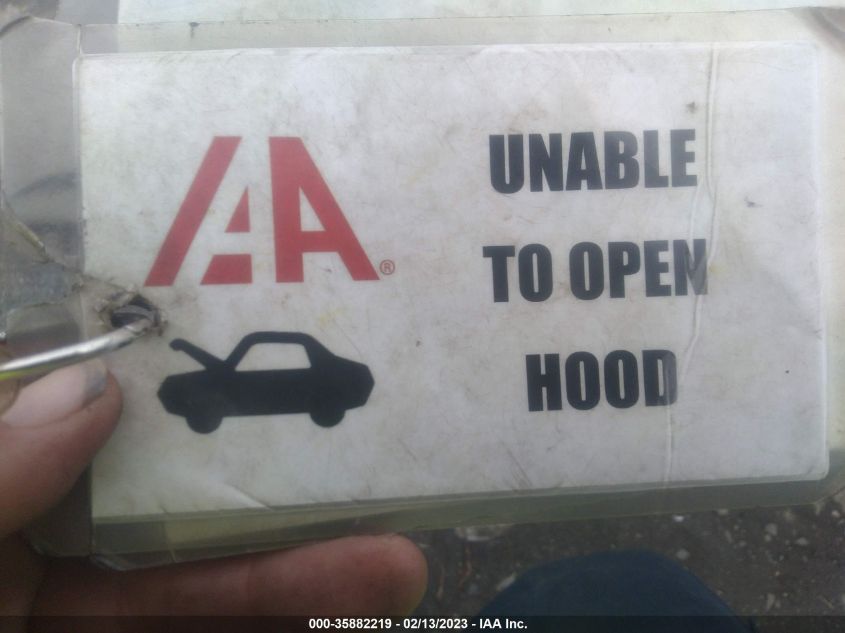 IAA®
UNABLE
TO OPEN
HOOD
000-35882219 - 02/13/2023 - IAA Inc.